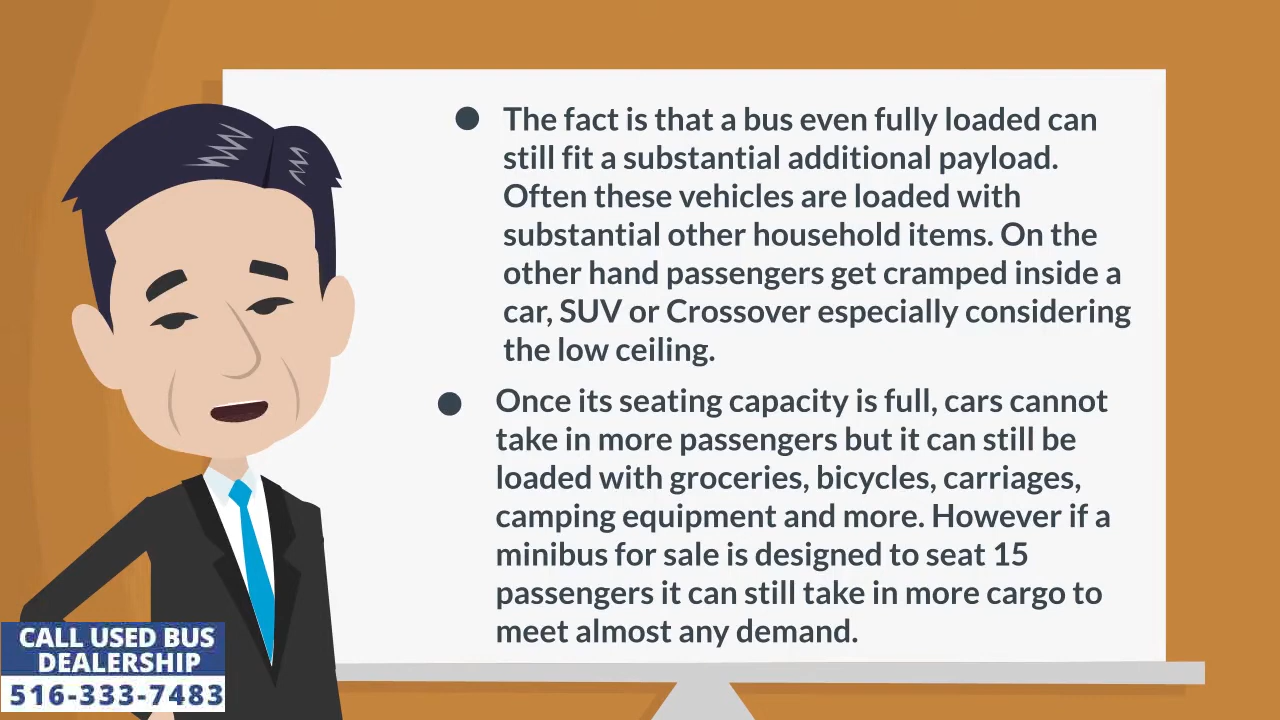 The fact is that a bus even fully loaded can
still fit a substantial additional payload.
Often these vehicles are loaded with
substantial other household items. On the
other hand passengers get cramped inside a
car, SUV or Crossover especially considering
the low ceiling.
Once its seating capacity is full, cars cannot
take in more passengers but it can still be
loaded with groceries, bicycles, carriages,
camping equipment and more. However if a
minibus for sale is designed to seat 15
passengers it can still take in more cargo to
meet almost any demand.
CALL USED BUS
DEALERSHIP
516-333-7483